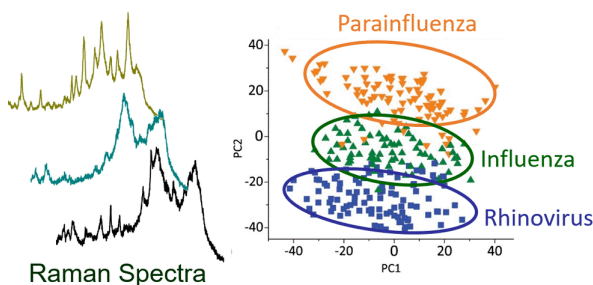 Parainfluenza
40
20
0
-20
-40
PC2
Influenza
Rhinovirus
-40 -20 0 20 40
PC1
Raman Spectra